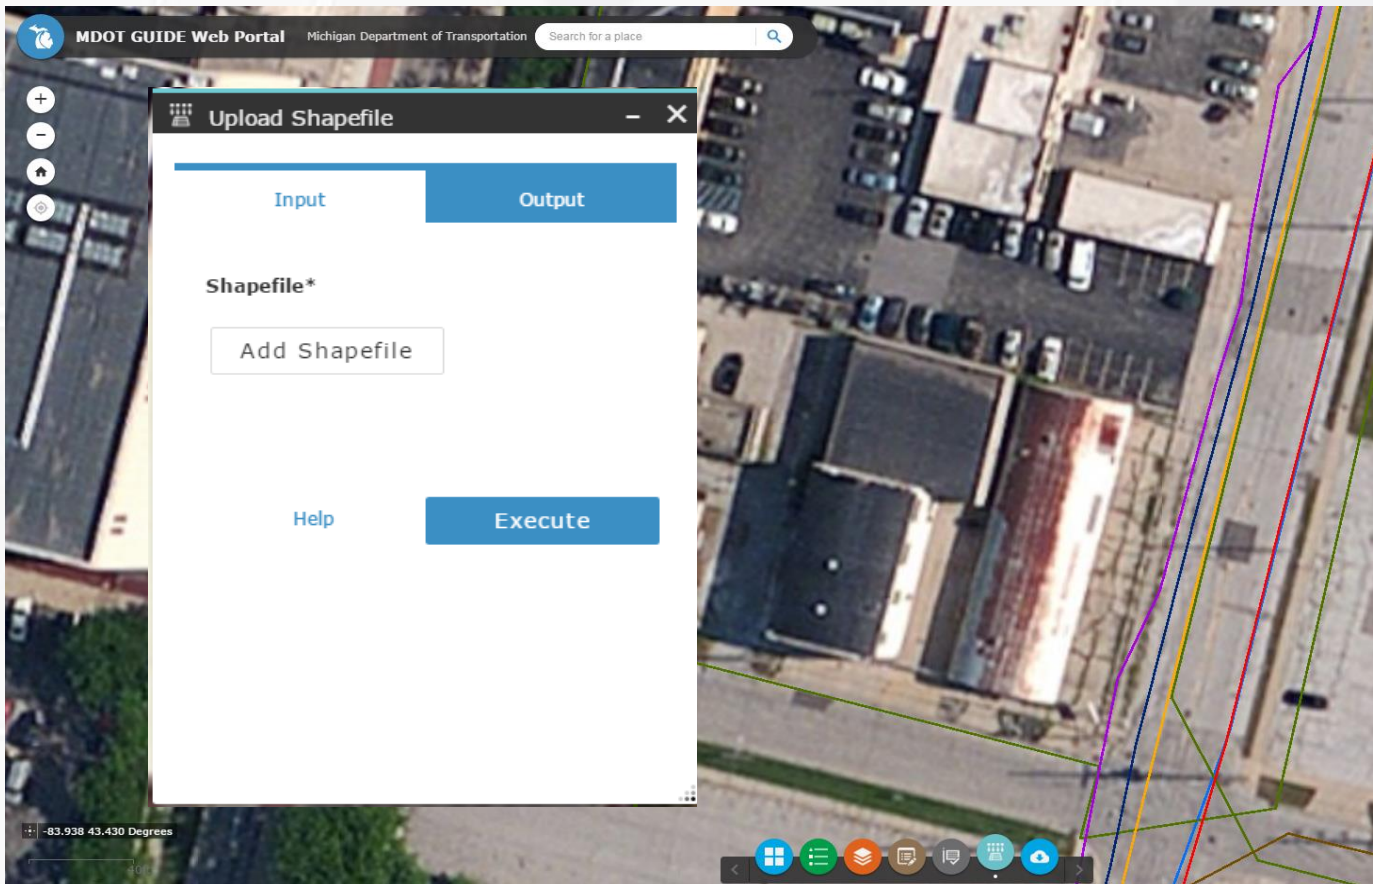 MDOT GUIDE Web Portal Michigan Department of Transportation Search for a place
Upload Shapefile
Input Output
Shapefile*
Add Shapefile
Help Execute
-83.938 43.430 Degrees